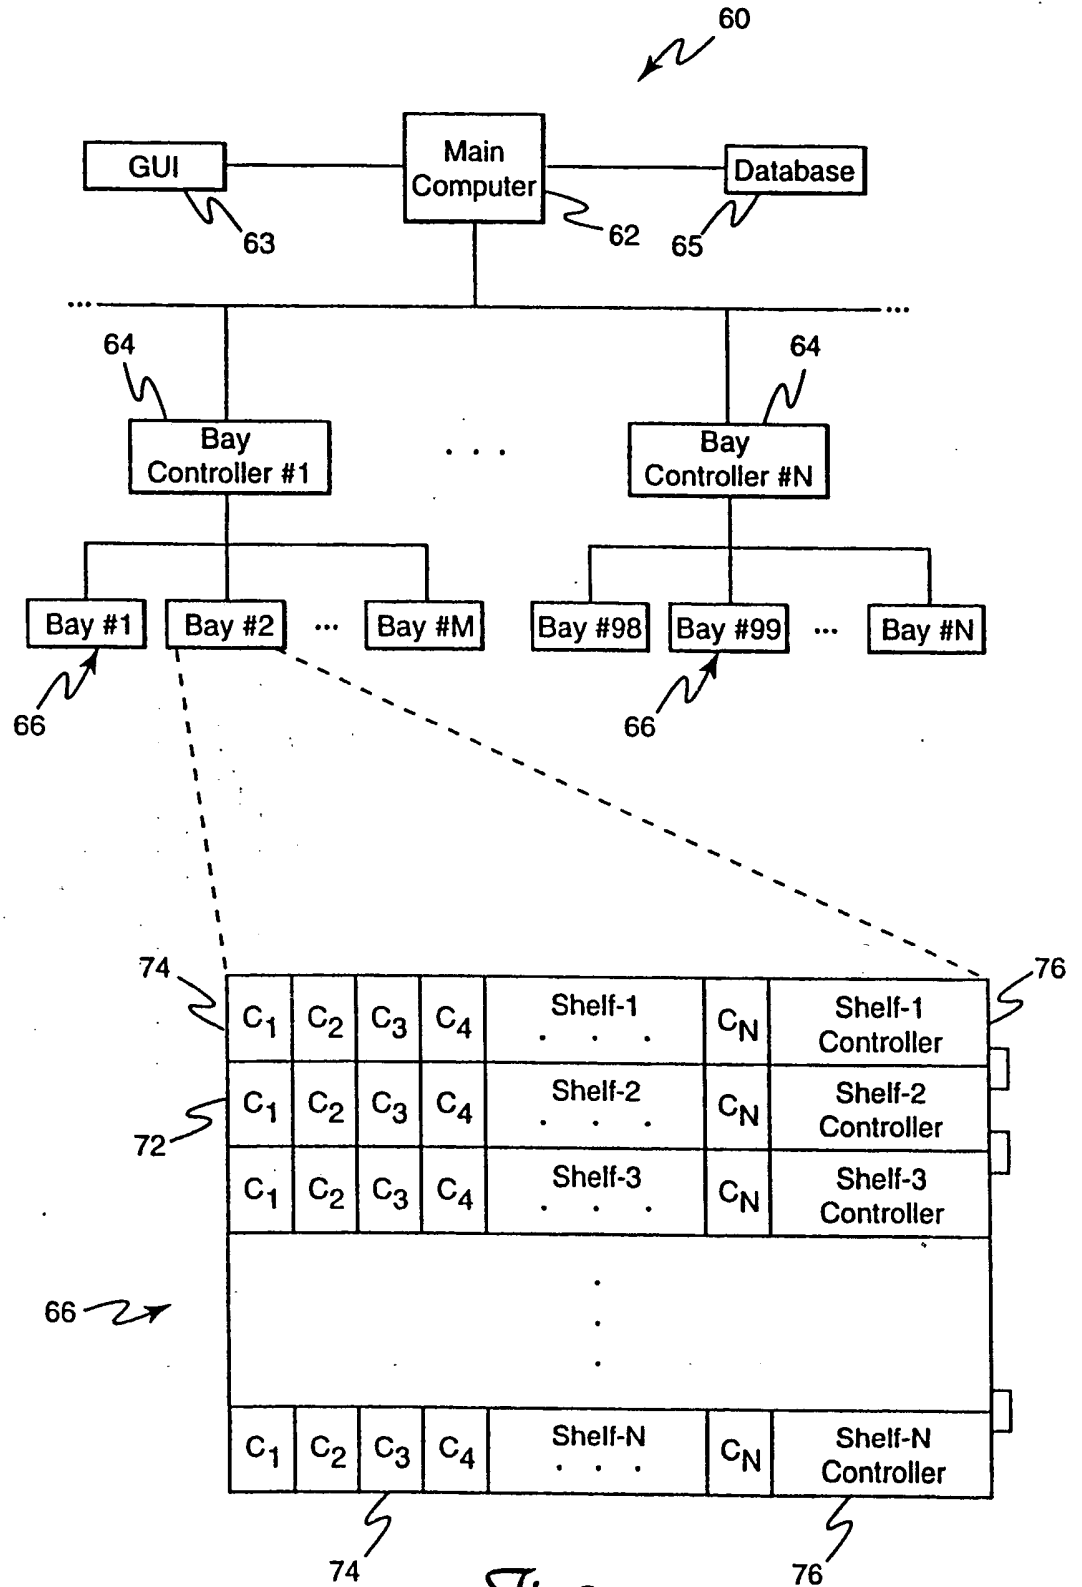 60
GUI
Main
Computer
Database
63
62
65
...
...
64
64
Bay
Controller #1
. . .
Bay
Controller #N
Bay #1
Bay #2
...
Bay #M
Bay #98
Bay #99
...
Bay #N
66
66
74
76
C1 C2 C3 C4 Shelf-1 . . . CN Shelf-1
Controller
72
C1 C2 C3 C4 Shelf-2 . . . CN Shelf-2
Controller
C1 C2 C3 C4 Shelf-3 . . . CN Shelf-3
Controller
66
C1 C2 C3 C4 Shelf-N . . . CN Shelf-N
Controller
74
76